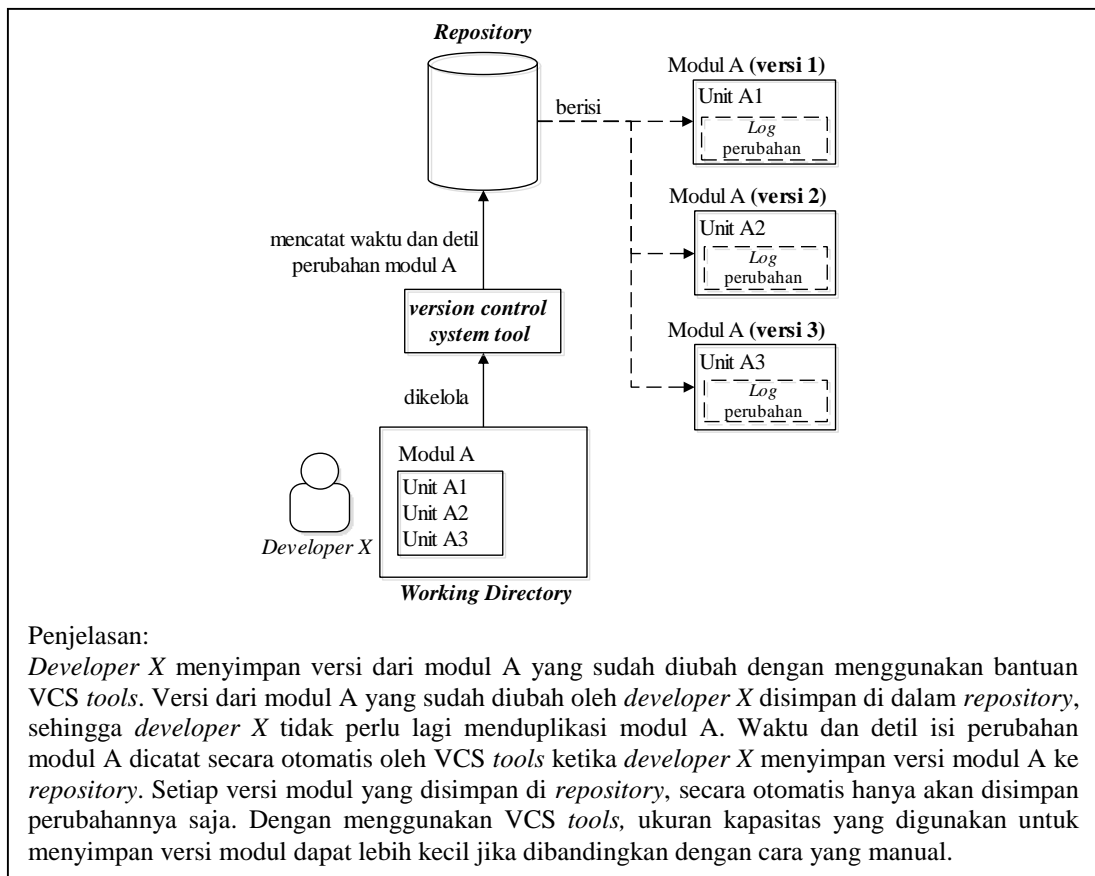 Repository
Modul A (versi 1)
Unit A1
Log
perubahan
berisi
Modul A (versi 2)
Unit A2
Log
perubahan
mencatat waktu dan detil
perubahan modul A
version control
system tool
Modul A (versi 3)
Unit A3
Log
perubahan
dikelola
Modul A
Unit A1
Unit A2
Unit A3
Developer X
Working Directory
Penjelasan:
Developer X menyimpan versi dari modul A yang sudah diubah dengan menggunakan bantuan
VCS tools. Versi dari modul A yang sudah diubah oleh developer X disimpan di dalam repository,
sehingga developer X tidak perlu lagi menduplikasi modul A. Waktu dan detil isi perubahan
modul A dicatat secara otomatis oleh VCS tools ketika developer X menyimpan versi modul A ke
repository. Setiap versi modul yang disimpan di repository, secara otomatis hanya akan disimpan
perubahannya saja. Dengan menggunakan VCS tools, ukuran kapasitas yang digunakan untuk
menyimpan versi modul dapat lebih kecil jika dibandingkan dengan cara yang manual.